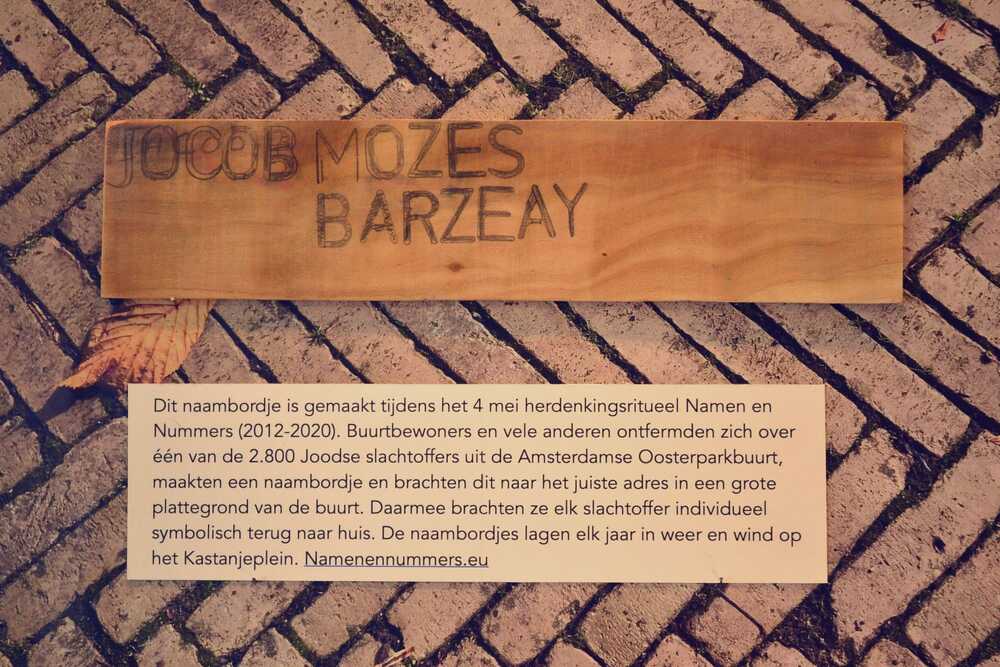 JOCOB MOZES
BARZEAY
Dit naambordje is gemaakt tijdens het 4 mei herdenkingsritueel Namen en
Nummers (2012-2020). Buurtbewoners en vele anderen ontfermden zich over
één van de 2.800 Joodse slachtoffers uit de Amsterdamse Oosterparkbuurt,
maakten een naambordje en brachten dit naar het juiste adres in een grote
plattegrond van de buurt. Daarmee brachten ze elk slachtoffer individueel
symbolisch terug naar huis. De naambordjes lagen elk jaar in weer en wind op
het Kastanjeplein. Namenennummers.eu